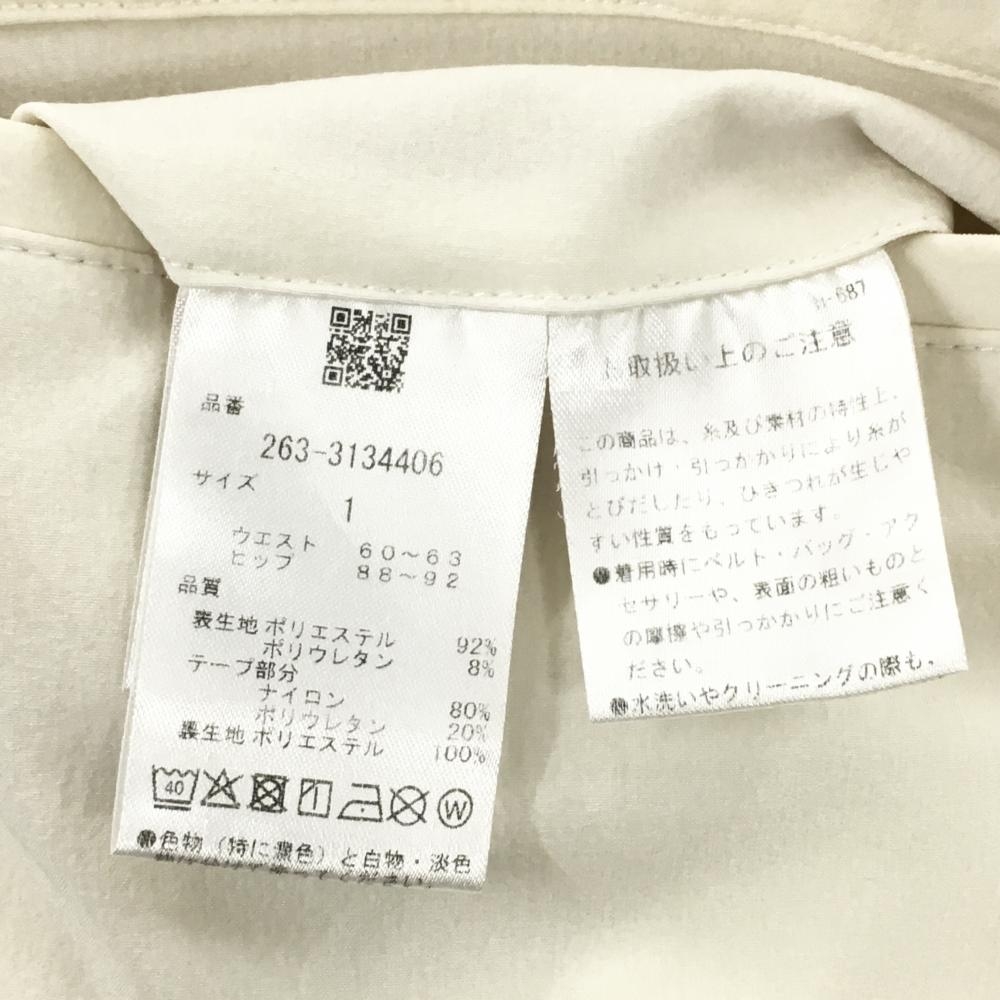 品番
263-3134406
サイズ
1
ウエスト 60〜63
ヒップ 88〜92
品質
表生地 ポリエステル 92%
ポリウレタン 8%
テープ部分
ナイロン 80%
ポリウレタン 20%
裏生地 ポリエステル 100%
40
W
●色物（特に濃色）と白物・淡色
-687
取扱い上のご注意
この商品は、糸及び素材の特性上、
引っかけ・引っかかりにより糸が
とびだしたり、ひきつれが生じや
すい性質をもっています。
●着用時にベルト・バッグ・アク
セサリーや、表面の粗いものと
の摩擦や引っかかりにご注意く
ださい。
●水洗いやクリーニングの際も、